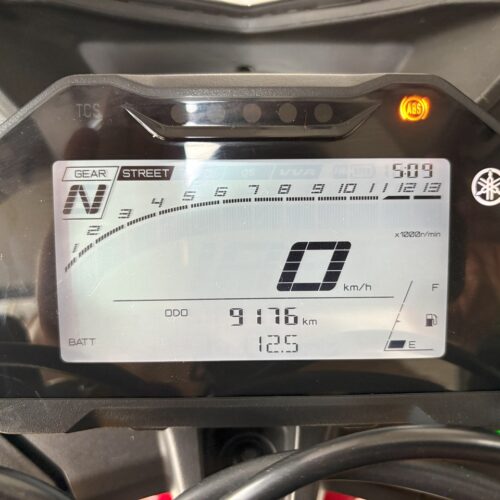 TCS
ABS
GEAR STREET VVA 5:09
N
1 2 3 4 5 6 7 8 9 10 11 12 13
x1000r/min
0 km/h
F
ODO 9176 km
E
BATT 12.5